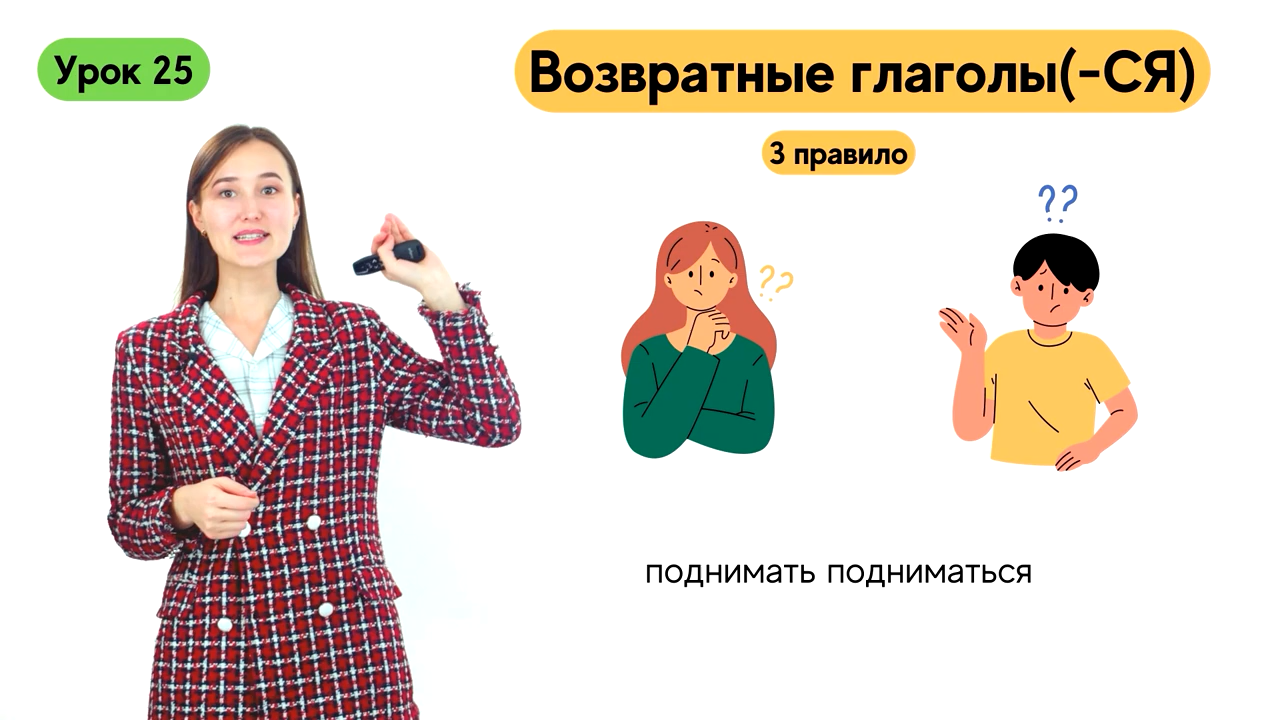 Урок 25
Возвратные глаголы(-СЯ)
3 правило
??
??
поднимать подниматься